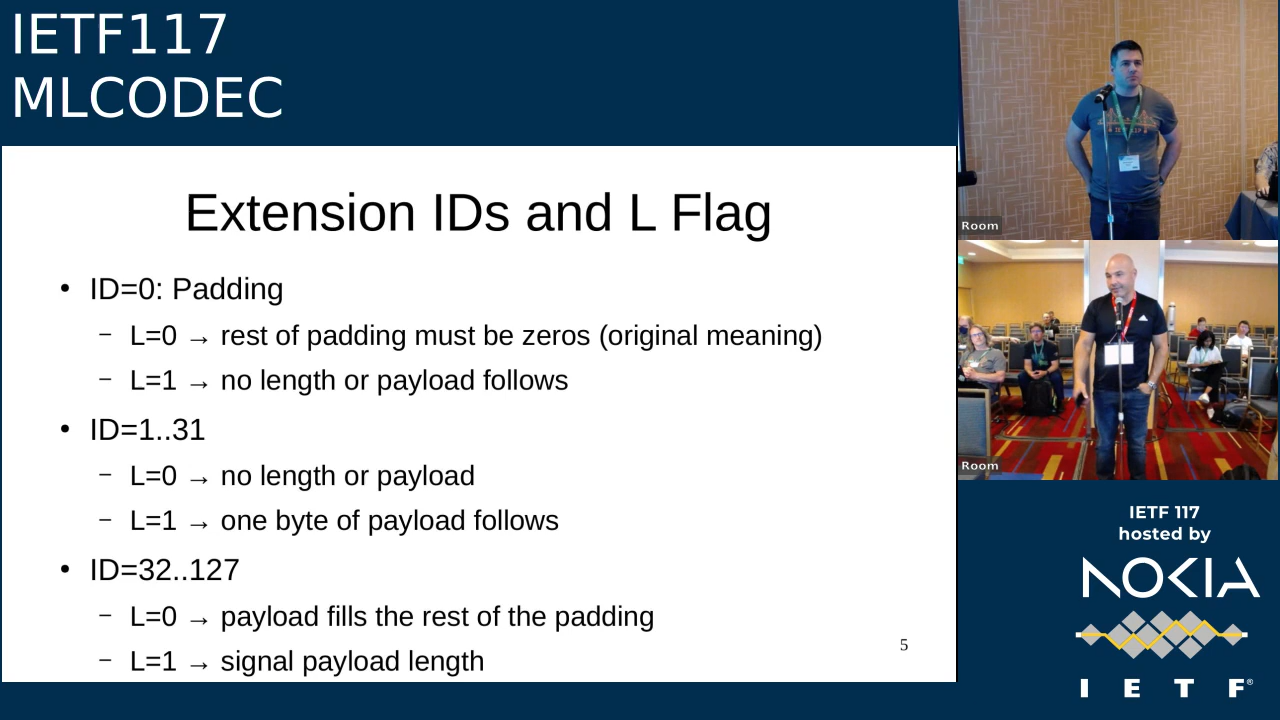 IETF117
MLCODEC
Extension IDs and L Flag
• ID=0: Padding
– L=0 → rest of padding must be zeros (original meaning)
– L=1 → no length or payload follows
• ID=1..31
– L=0 → no length or payload
– L=1 → one byte of payload follows
• ID=32..127
– L=0 → payload fills the rest of the padding
– L=1 → signal payload length
5
Room
Room
IETF 117
hosted by
NOKIA
I E T F®